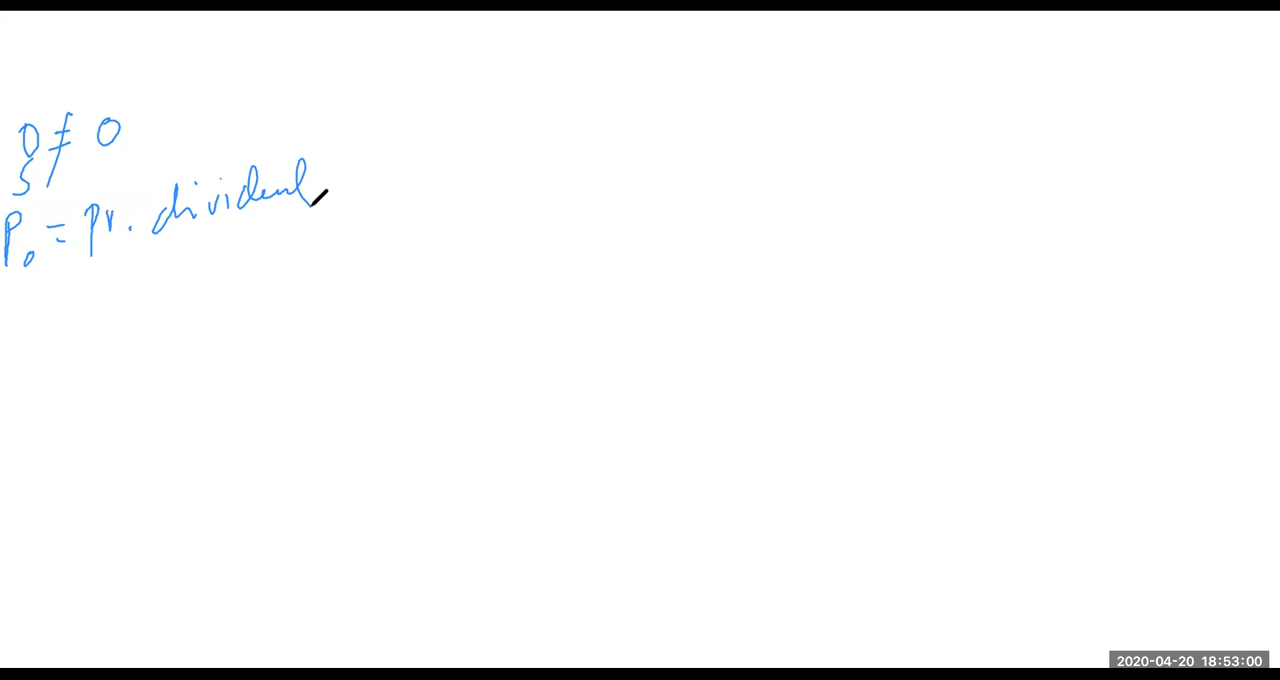 D ≠ 0
S
P₀ = pr. dividend
2020-04-20 18:53:00